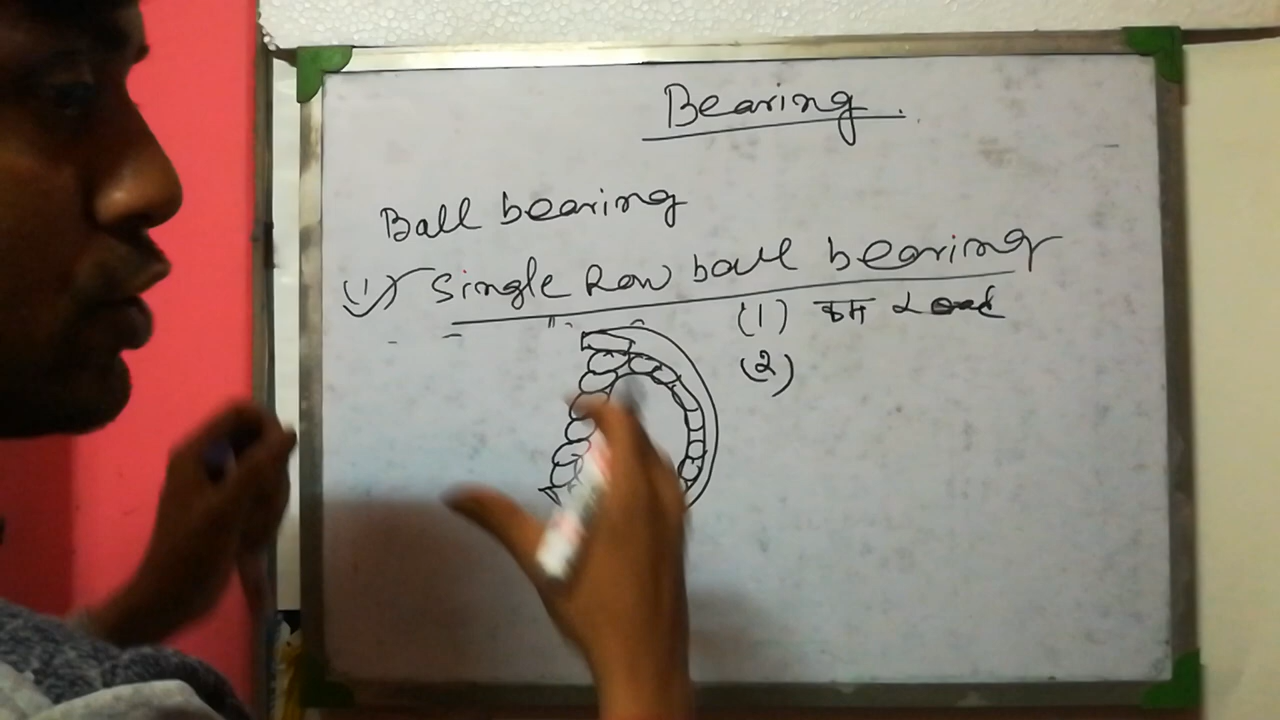 Bearing.
Ball bearing
(1) Single Row ball bearing
(1) कम Load
(2)